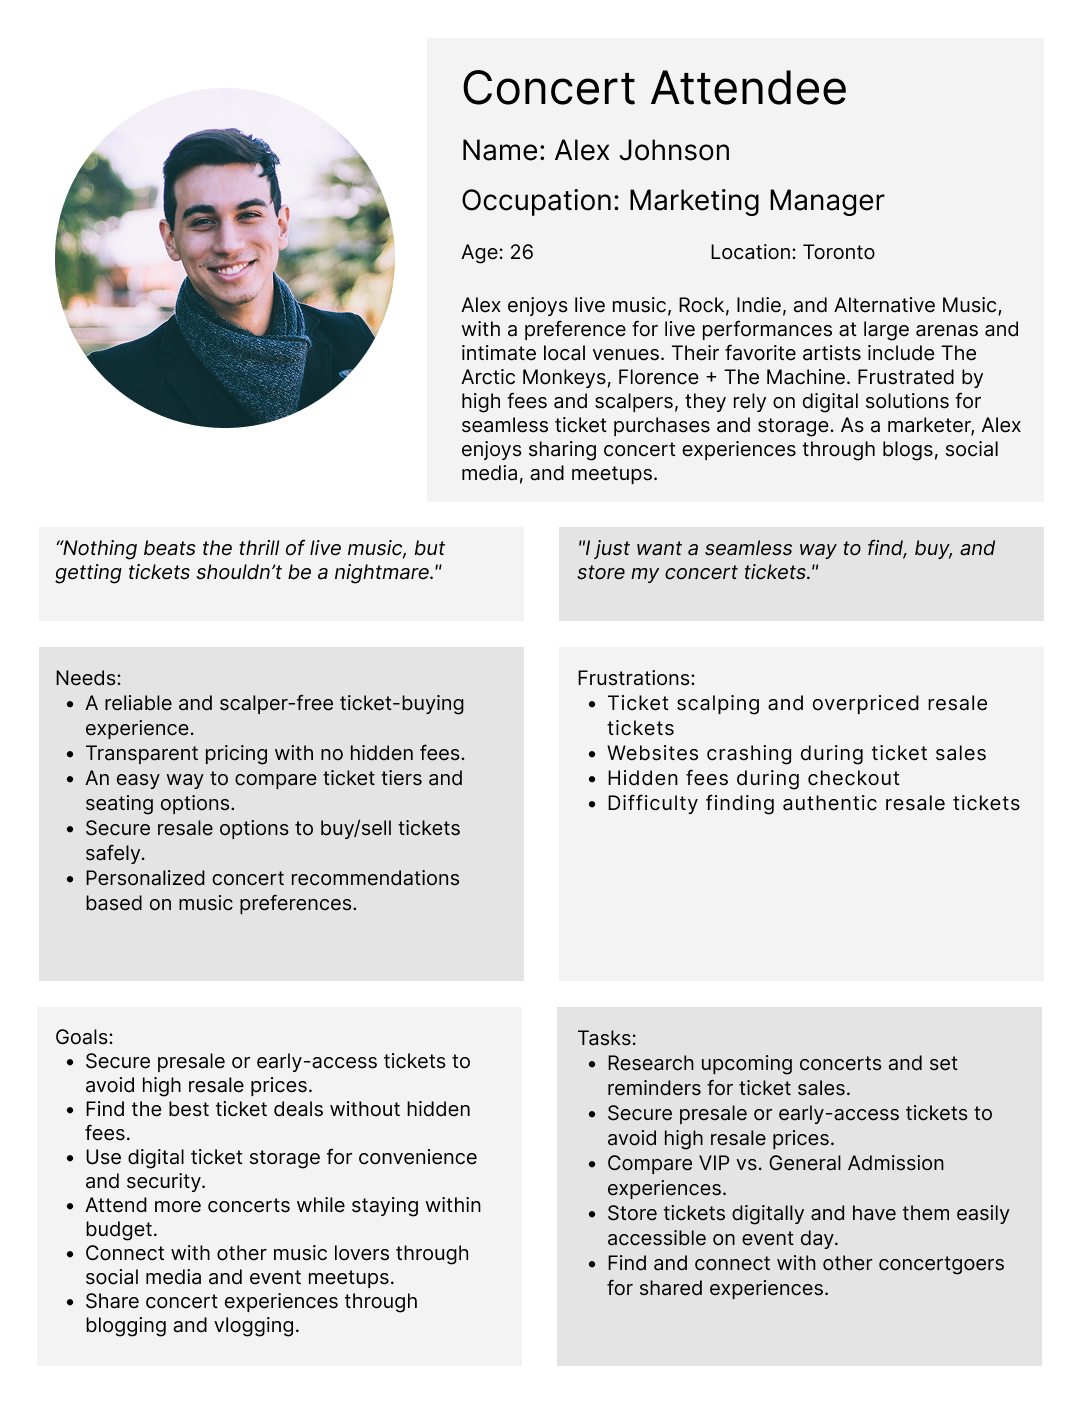 Concert Attendee
Name: Alex Johnson
Occupation: Marketing Manager
Age: 26
Location: Toronto
Alex enjoys live music, Rock, Indie, and Alternative Music,
with a preference for live performances at large arenas and
intimate local venues. Their favorite artists include The
Arctic Monkeys, Florence + The Machine. Frustrated by
high fees and scalpers, they rely on digital solutions for
seamless ticket purchases and storage. As a marketer, Alex
enjoys sharing concert experiences through blogs, social
media, and meetups.
“Nothing beats the thrill of live music, but
getting tickets shouldn’t be a nightmare."
"I just want a seamless way to find, buy, and
store my concert tickets."
Needs:
• A reliable and scalper-free ticket-buying
experience.
• Transparent pricing with no hidden fees.
• An easy way to compare ticket tiers and
seating options.
• Secure resale options to buy/sell tickets
safely.
• Personalized concert recommendations
based on music preferences.
Frustrations:
• Ticket scalping and overpriced resale
tickets
• Websites crashing during ticket sales
• Hidden fees during checkout
• Difficulty finding authentic resale tickets
Goals:
• Secure presale or early-access tickets to
avoid high resale prices.
• Find the best ticket deals without hidden
fees.
• Use digital ticket storage for convenience
and security.
• Attend more concerts while staying within
budget.
• Connect with other music lovers through
social media and event meetups.
• Share concert experiences through
blogging and vlogging.
Tasks:
• Research upcoming concerts and set
reminders for ticket sales.
• Secure presale or early-access tickets to
avoid high resale prices.
• Compare VIP vs. General Admission
experiences.
• Store tickets digitally and have them easily
accessible on event day.
• Find and connect with other concertgoers
for shared experiences.